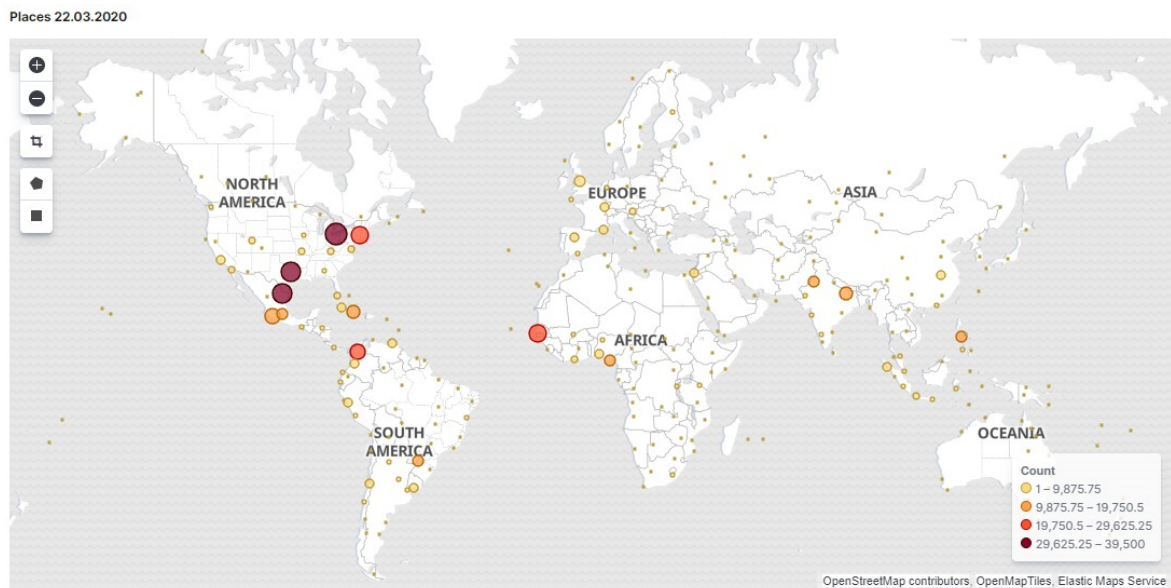 Places 22.03.2020
NORTH
AMERICA
EUROPE
ASIA
AFRICA
SOUTH
AMERICA
OCEANIA
Count
1 – 9,875.75
9,875.75 – 19,750.5
19,750.5 – 29,625.25
29,625.25 – 39,500
OpenStreetMap contributors, OpenMapTiles, Elastic Maps Service